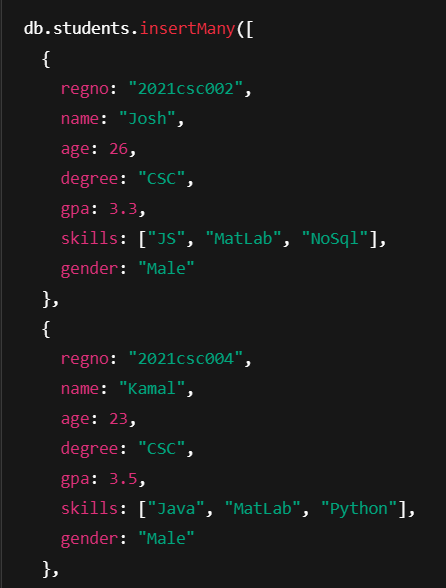 db.students.insertMany([
  {
    regno: "2021csc002",
    name: "Josh",
    age: 26,
    degree: "CSC",
    gpa: 3.3,
    skills: ["JS", "MatLab", "NoSql"],
    gender: "Male"
  },
  {
    regno: "2021csc004",
    name: "Kamal",
    age: 23,
    degree: "CSC",
    gpa: 3.5,
    skills: ["Java", "MatLab", "Python"],
    gender: "Male"
  },